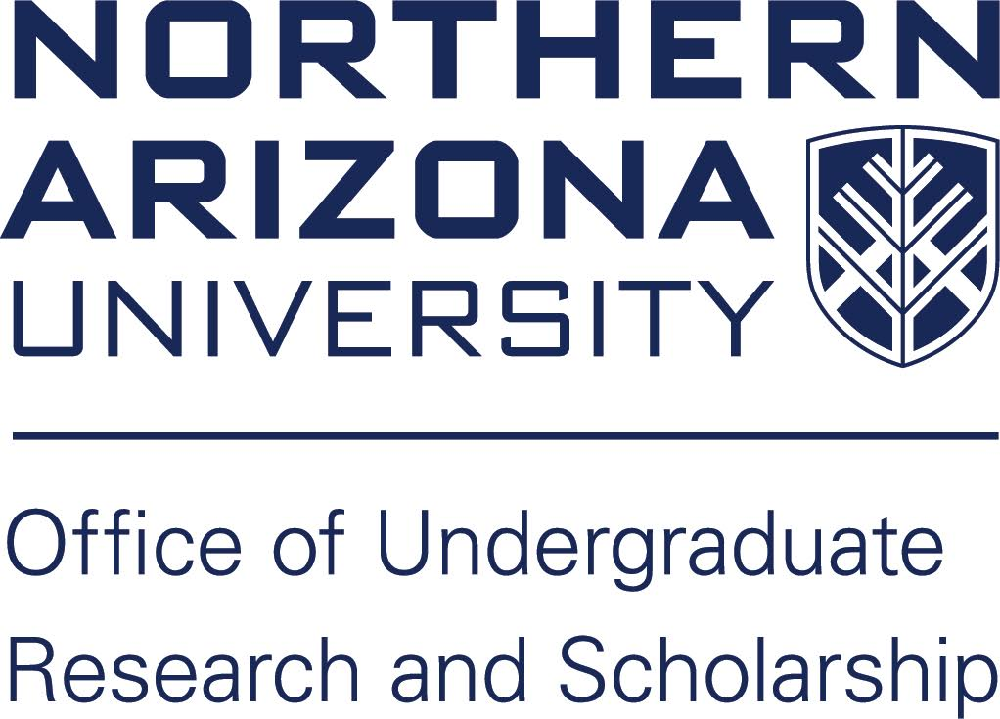 NORTHERN
ARIZONA
UNIVERSITY
Office of Undergraduate
Research and Scholarship